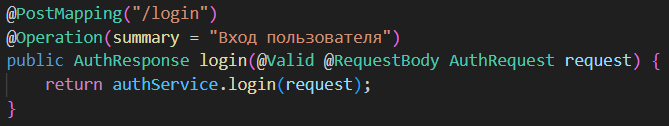 @PostMapping("/login")
@Operation(summary = "Вход пользователя")
public AuthResponse login(@Valid @RequestBody AuthRequest request) {
    return authService.login(request);
}